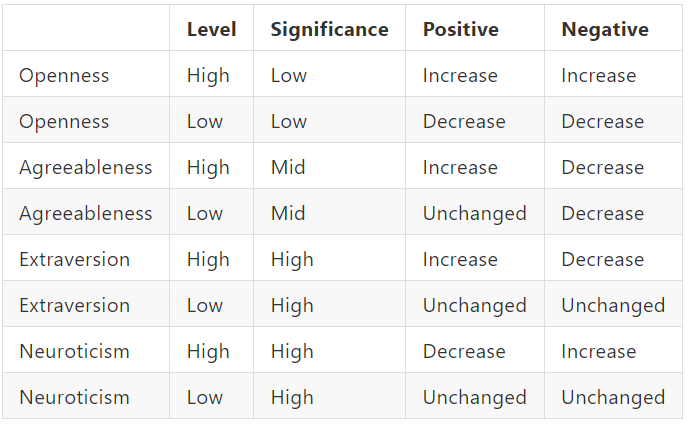 Level Significance Positive Negative
Openness High Low Increase Increase
Openness Low Low Decrease Decrease
Agreeableness High Mid Increase Decrease
Agreeableness Low Mid Unchanged Decrease
Extraversion High High Increase Decrease
Extraversion Low High Unchanged Unchanged
Neuroticism High High Decrease Increase
Neuroticism Low High Unchanged Unchanged